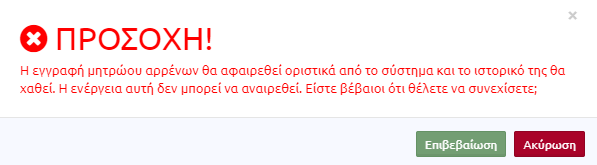 ×
ΠΡΟΣΟΧΗ!
Η εγγραφή μητρώου αρρένων θα αφαιρεθεί οριστικά από το σύστημα και το ιστορικό της θα
χαθεί. Η ενέργεια αυτή δεν μπορεί να αναιρεθεί. Είστε βέβαιοι ότι θέλετε να συνεχίσετε;
Επιβεβαίωση Ακύρωση